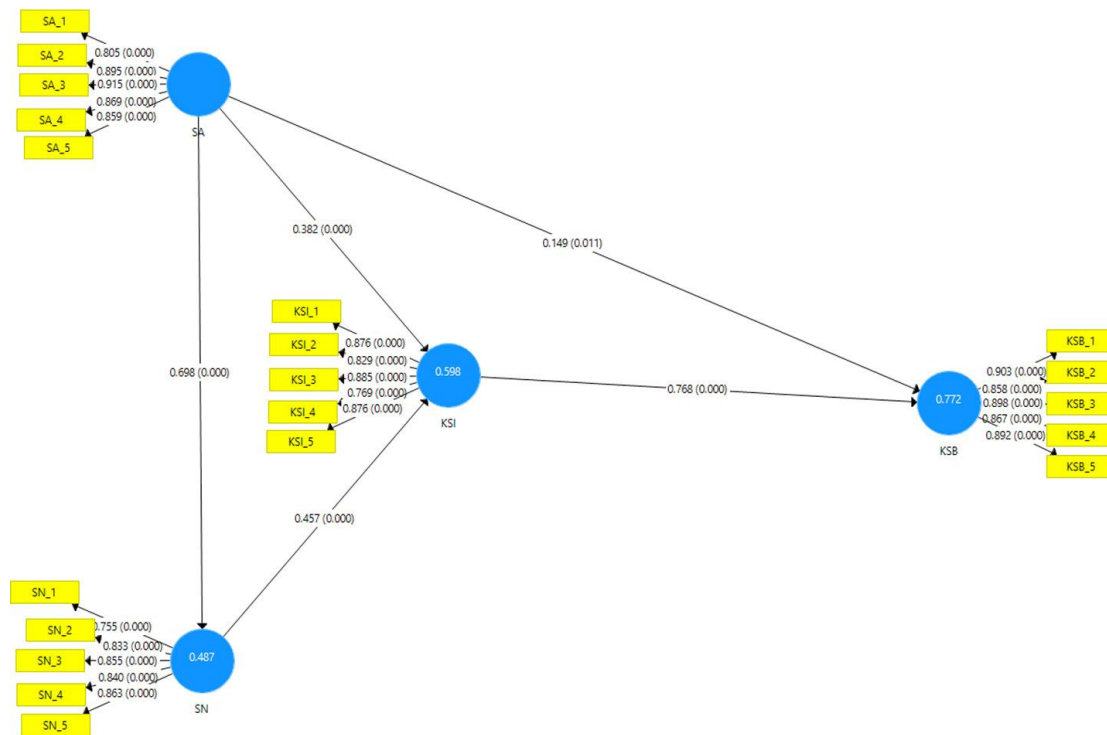 SA_1
SA_2
SA_3
SA_4
SA_5
0.805 (0.000)
0.895 (0.000)
0.915 (0.000)
0.869 (0.000)
0.859 (0.000)
SA
0.382 (0.000)
0.149 (0.011)
0.698 (0.000)
KSI_1
KSI_2
KSI_3
KSI_4
KSI_5
0.876 (0.000)
0.829 (0.000)
0.885 (0.000)
0.769 (0.000)
0.876 (0.000)
0.598
KSI
0.768 (0.000)
0.903 (0.000)
0.858 (0.000)
0.898 (0.000)
0.867 (0.000)
0.892 (0.000)
0.772
KSB
KSB_1
KSB_2
KSB_3
KSB_4
KSB_5
0.457 (0.000)
SN_1
SN_2
SN_3
SN_4
SN_5
0.755 (0.000)
0.833 (0.000)
0.855 (0.000)
0.840 (0.000)
0.863 (0.000)
0.487
SN